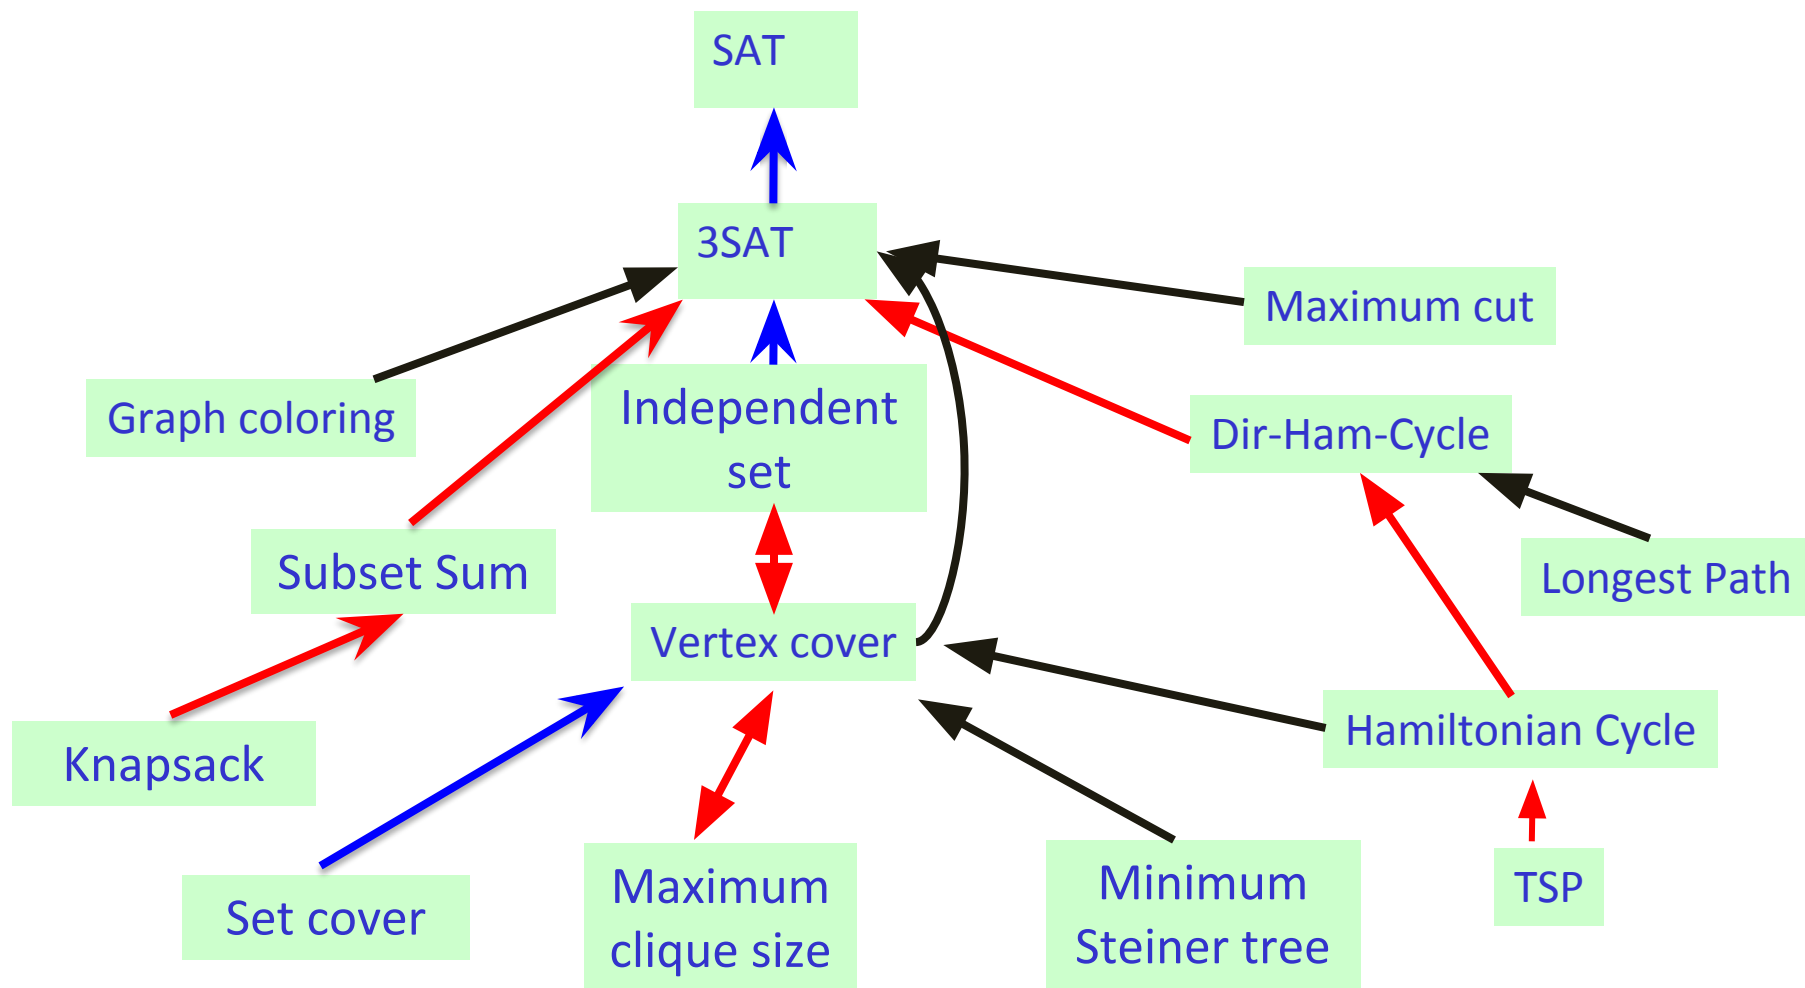 SAT
3SAT
Maximum cut
Graph coloring
Independent
set
Dir-Ham-Cycle
Subset Sum
Longest Path
Vertex cover
Knapsack
Hamiltonian Cycle
Set cover
Maximum
clique size
Minimum
Steiner tree
TSP